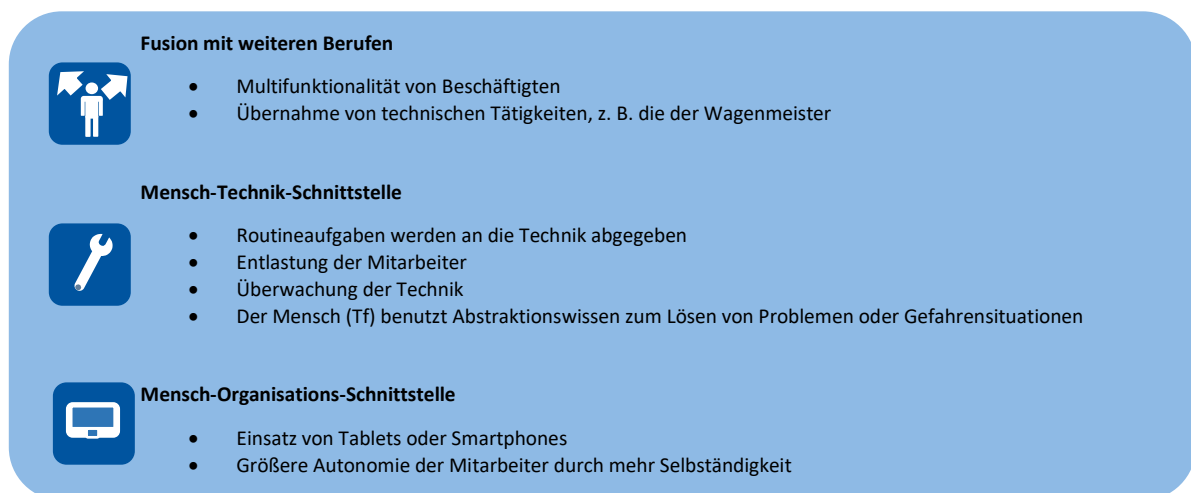 Fusion mit weiteren Berufen
• Multifunktionalität von Beschäftigten
• Übernahme von technischen Tätigkeiten, z. B. die der Wagenmeister
Mensch-Technik-Schnittstelle
• Routineaufgaben werden an die Technik abgegeben
• Entlastung der Mitarbeiter
• Überwachung der Technik
• Der Mensch (Tf) benutzt Abstraktionswissen zum Lösen von Problemen oder Gefahrensituationen
Mensch-Organisations-Schnittstelle
• Einsatz von Tablets oder Smartphones
• Größere Autonomie der Mitarbeiter durch mehr Selbständigkeit